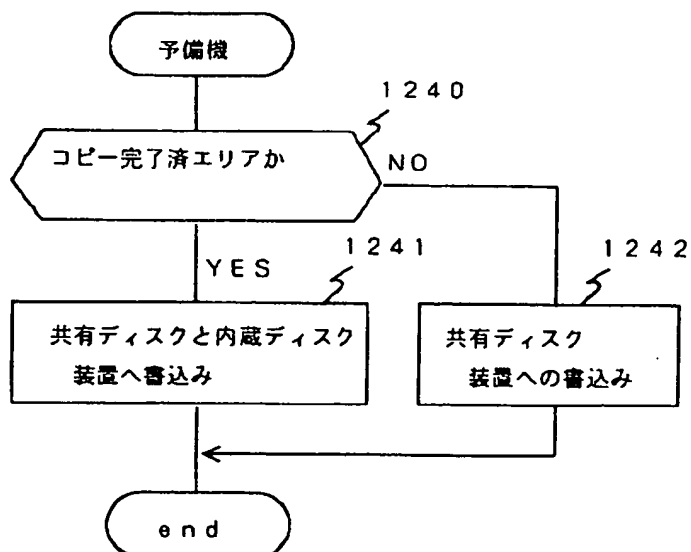 予備機
1240
コピー完了済エリアか
NO
YES
1241
1242
共有ディスクと内蔵ディスク
装置へ書込み
共有ディスク
装置への書込み
end